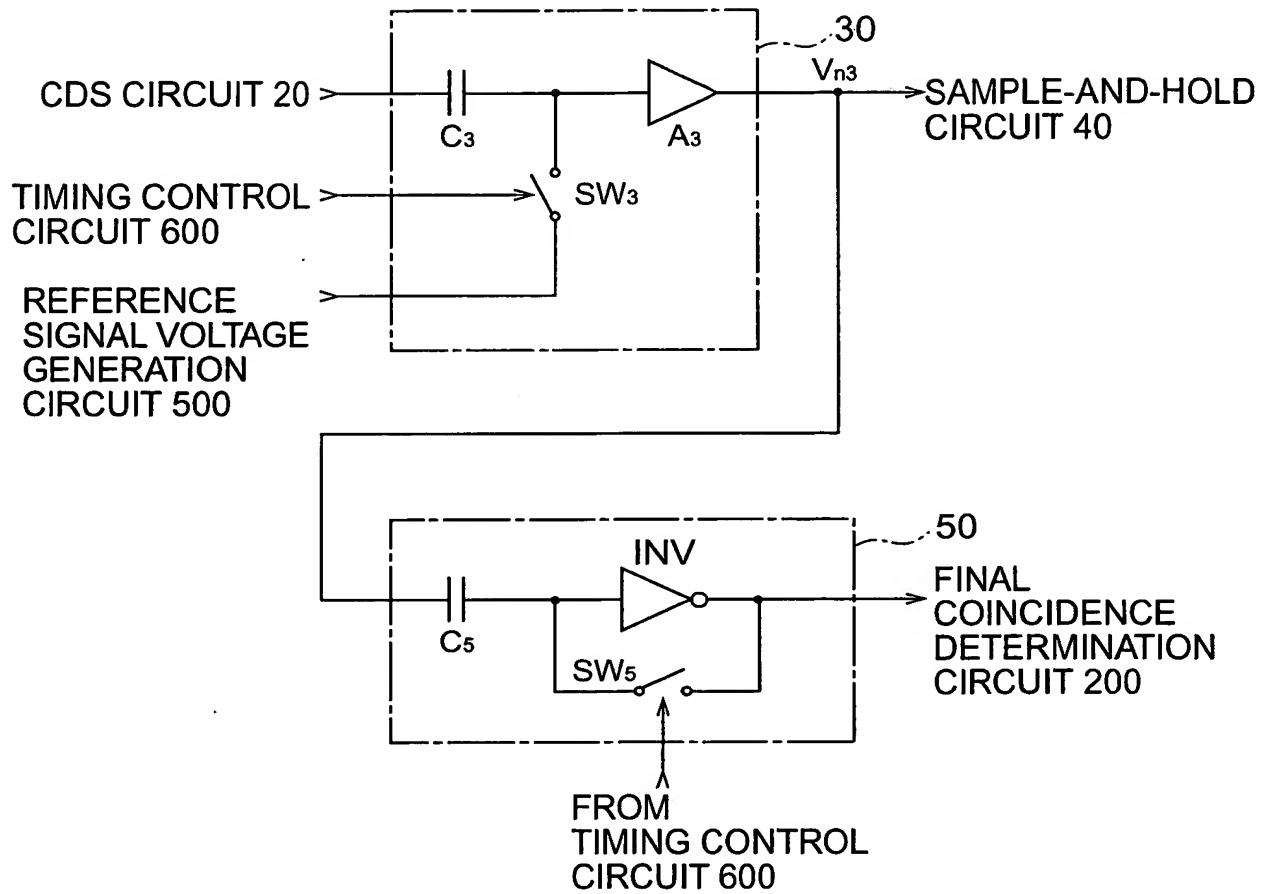 30
Vn3
CDS CIRCUIT 20
C3
A3
SAMPLE-AND-HOLD
CIRCUIT 40
TIMING CONTROL
CIRCUIT 600
SW3
REFERENCE
SIGNAL VOLTAGE
GENERATION
CIRCUIT 500
50
INV
C5
SW5
FINAL
COINCIDENCE
DETERMINATION
CIRCUIT 200
FROM
TIMING CONTROL
CIRCUIT 600